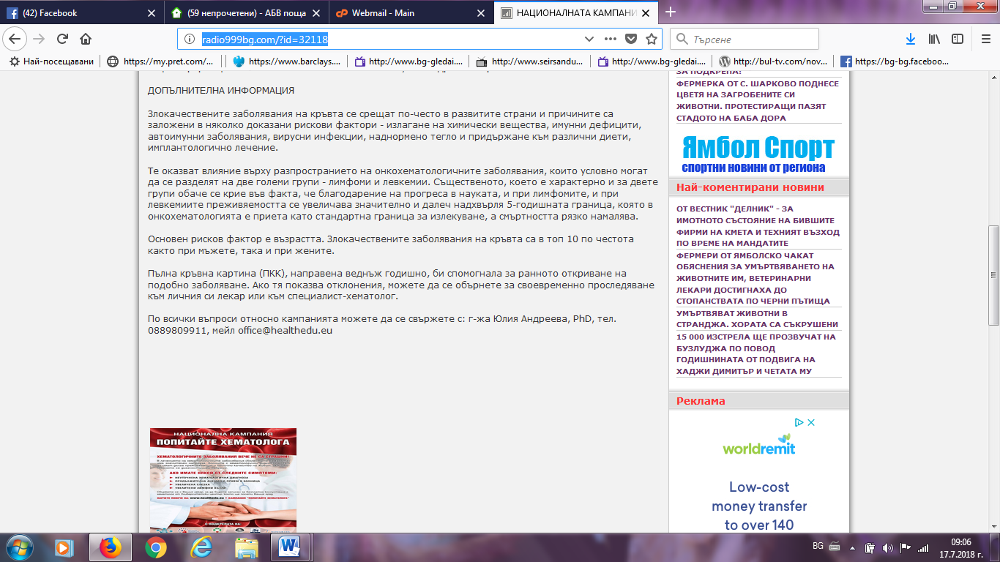 (42) Facebook
(59 непрочетени) - АБВ поща
Webmail - Main
НАЦИОНАЛНАТА КАМПАНИ
radio999bg.com/?id=32118
Търсене
Най-посещавани
https://my.pret.com/...
https://www.barclays....
http://www.bg-gledai....
http://www.seirsandu...
http://www.bg-gledai....
http://bul-tv.com/nov...
https://bg-bg.faceboo...
ДОПЪЛНИТЕЛНА ИНФОРМАЦИЯ
Злокачествените заболявания на кръвта се срещат по-често в развитите страни и причините са
заложени в няколко доказани рискови фактори - излагане на химически вещества, имунни дефицити,
автоимунни заболявания, вирусни инфекции, наднормено тегло и придържане към различни диети,
имплантологично лечение.
Те оказват влияние върху разпространието на онкохематологичните заболявания, които условно могат
да се разделят на две големи групи - лимфоми и левкемии. Същественото, което е характерно и за двете
групи обаче се крие във факта, че благодарение на прогреса в науката, и при лимфомите, и при
левкемиите преживяемостта се увеличава значително и далеч надхвърля 5-годишната граница, която в
онкохематологията е приета като стандартна граница за излекуване, а смъртността рязко намалява.
Основен рисков фактор е възрастта. Злокачествените заболявания на кръвта са в топ 10 по честота
както при мъжете, така и при жените.
Пълна кръвна картина (ПКК), направена веднъж годишно, би спомогнала за ранното откриване на
подобно заболяване. Ако тя показва отклонения, можете да се обърнете за своевременно проследяване
към личния си лекар или към специалист-хематолог.
По всички въпроси относно кампанията можете да се свържете с: г-жа Юлия Андреева, PhD, тел.
0889809911, мейл office@healthedu.eu
НАЦИОНАЛНА КАМПАНИЯ
ПОПИТАЙТЕ ХЕМАТОЛОГА
ХЕМАТОЛОГИЧНИТЕ ЗАБОЛЯВАНИЯ ВЕЧЕ НЕ СА СТРАШНИ!
АКО ИМАТЕ НЯКОЙ ОТ СЛЕДНИТЕ СИМПТОМИ:
УВЕЛИЧЕНИ ЛИМФНИ ВЪЗЛИ
С ПОДКРЕПАТА НА
ЗА ПОДКРЕПА!
ФЕРМЕРКА ОТ С. ШАРКОВО ПОДНЕСЕ
ЦВЕТЯ НА ЗАГРОБЕНИТЕ СИ
ЖИВОТНИ. ПРОТЕСТИРАЩИ ПАЗЯТ
СТАДОТО НА БАБА ДОРА
Ямбол Спорт
спортни новини от региона
Най-коментирани новини
ОТ ВЕСТНИК "ДЕЛНИК" - ЗА
ИМОТНОТО СЪСТОЯНИЕ НА БИВШИТЕ
ФИРМИ НА КМЕТА И ТЕХНИЯТ ВЪЗХОД
ПО ВРЕМЕ НА МАНДАТИТЕ
ФЕРМЕРИ ОТ ЯМБОЛСКО ЧАКАТ
ОБЯСНЕНИЯ ЗА УМЪРТВЯВАНЕТО НА
ЖИВОТНИТЕ ИМ, ВЕТЕРИНАРНИ
ЛЕКАРИ ДОСТИГНАХА ДО
СТОПАНСТВАТА ПО ЧЕРНИ ПЪТИЩА
УМЪРТВЯВАТ ЖИВОТНИ В
СТРАНДЖА. ХОРАТА СА СЪКРУШЕНИ
15 000 ИЗСТРЕЛА ЩЕ ПРОЗВУЧАТ НА
БУЗЛУДЖА ПО ПОВОД
ГОДИШНИНАТА ОТ ПОДВИГА НА
ХАДЖИ ДИМИТЪР И ЧЕТАТА МУ
Реклама
worldremit
Low-cost
money transfer
to over 140
BG
09:06
17.7.2018 г.